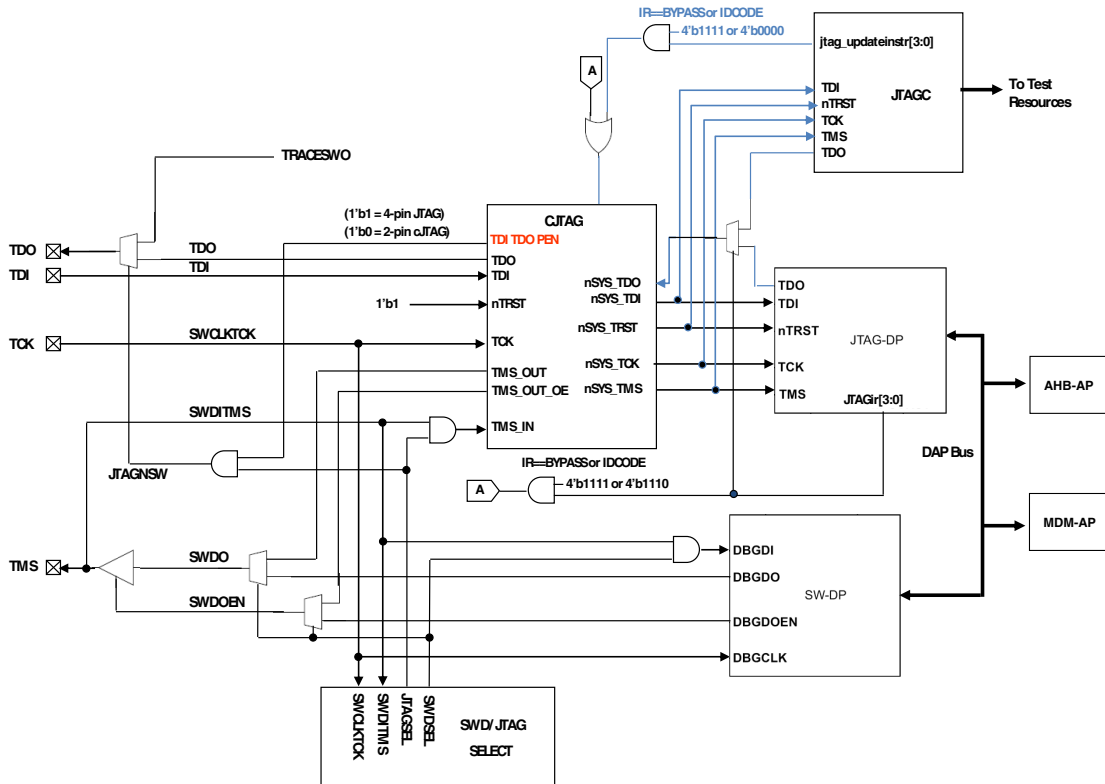 IR==BYPASS or IDCODE
4'b1111 or 4'b0000
jtag_updateinstr[3:0]
A
TDI
nTRST
TCK
TMS
TDO
JTAGC
To Test
Resources
TRACESWO
(1'b1 = 4-pin JTAG)
(1'b0 = 2-pin cJTAG)
CJTAG
TDI TDO PEN
TDO
TDO
TDO
TDI
TDI
TDI
1'b1
nTRST
TCK
SWCLKTCK
TCK
TMS_OUT
TMS_OUT_OE
TMS_IN
nSYS_TDO
nSYS_TDI
nSYS_TRST
nSYS_TCK
nSYS_TMS
TDO
TDI
nTRST
TCK
TMS
JTAG-DP
JTAGir[3:0]
AHB-AP
SWDITMS
JTAGNSW
IR==BYPASS or IDCODE
A
4'b1111 or 4'b1110
DAP Bus
MDM-AP
TMS
SWDO
SWDOEN
DBGDI
DBGDO
DBGDOEN
DBGCLK
SW-DP
SWCLKTCK
SWDITMS
JTAGSEL
SWDSEL
SWD/JTAG
SELECT